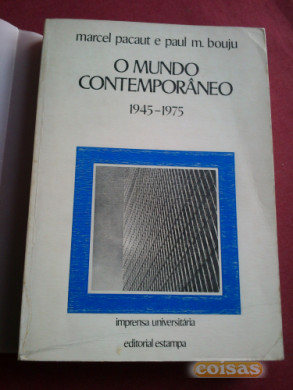 marcel pacaut e paul m. bouju
O MUNDO
CONTEMPORÂNEO
1945-1975
imprensa universitária
editorial estampa
coisas